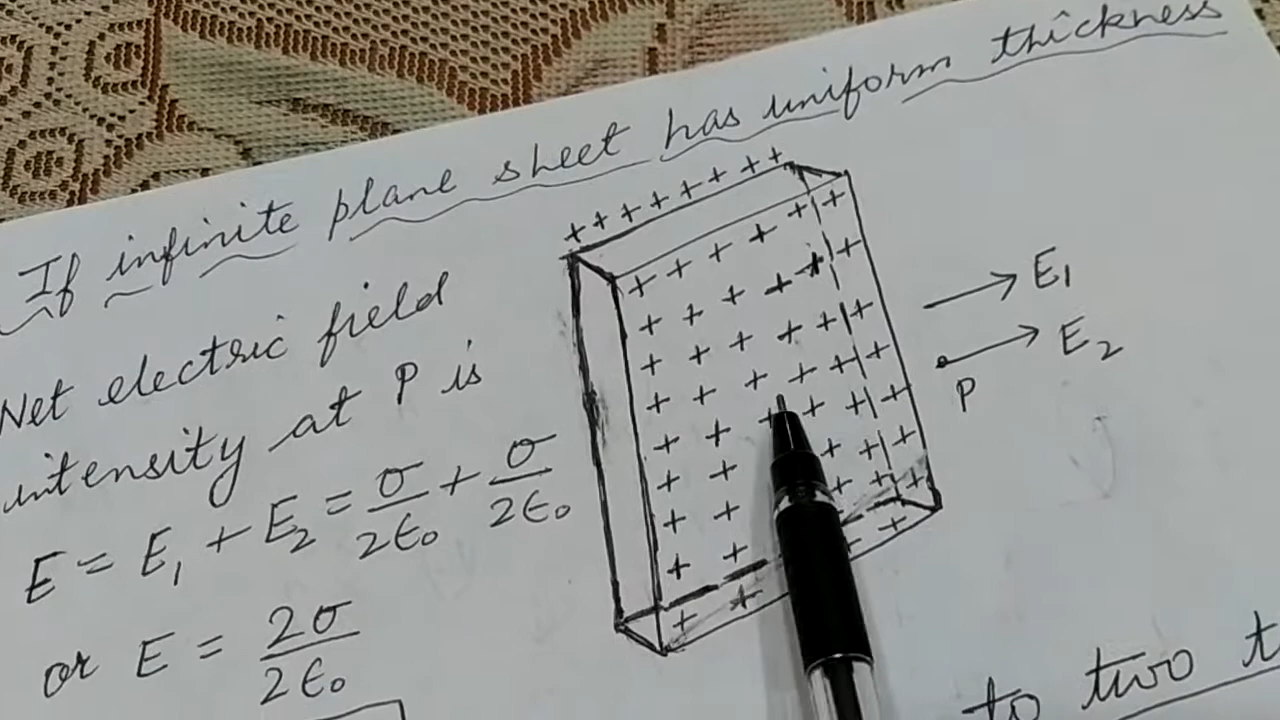 If infinite plane sheet has uniform thickness
Net electric field
intensity at P is
E = E₁ + E₂ = σ/2ϵ₀ + σ/2ϵ₀
or E = 2σ/2ϵ₀
+ + + + + + + +
E₁
E₂
P
to two t